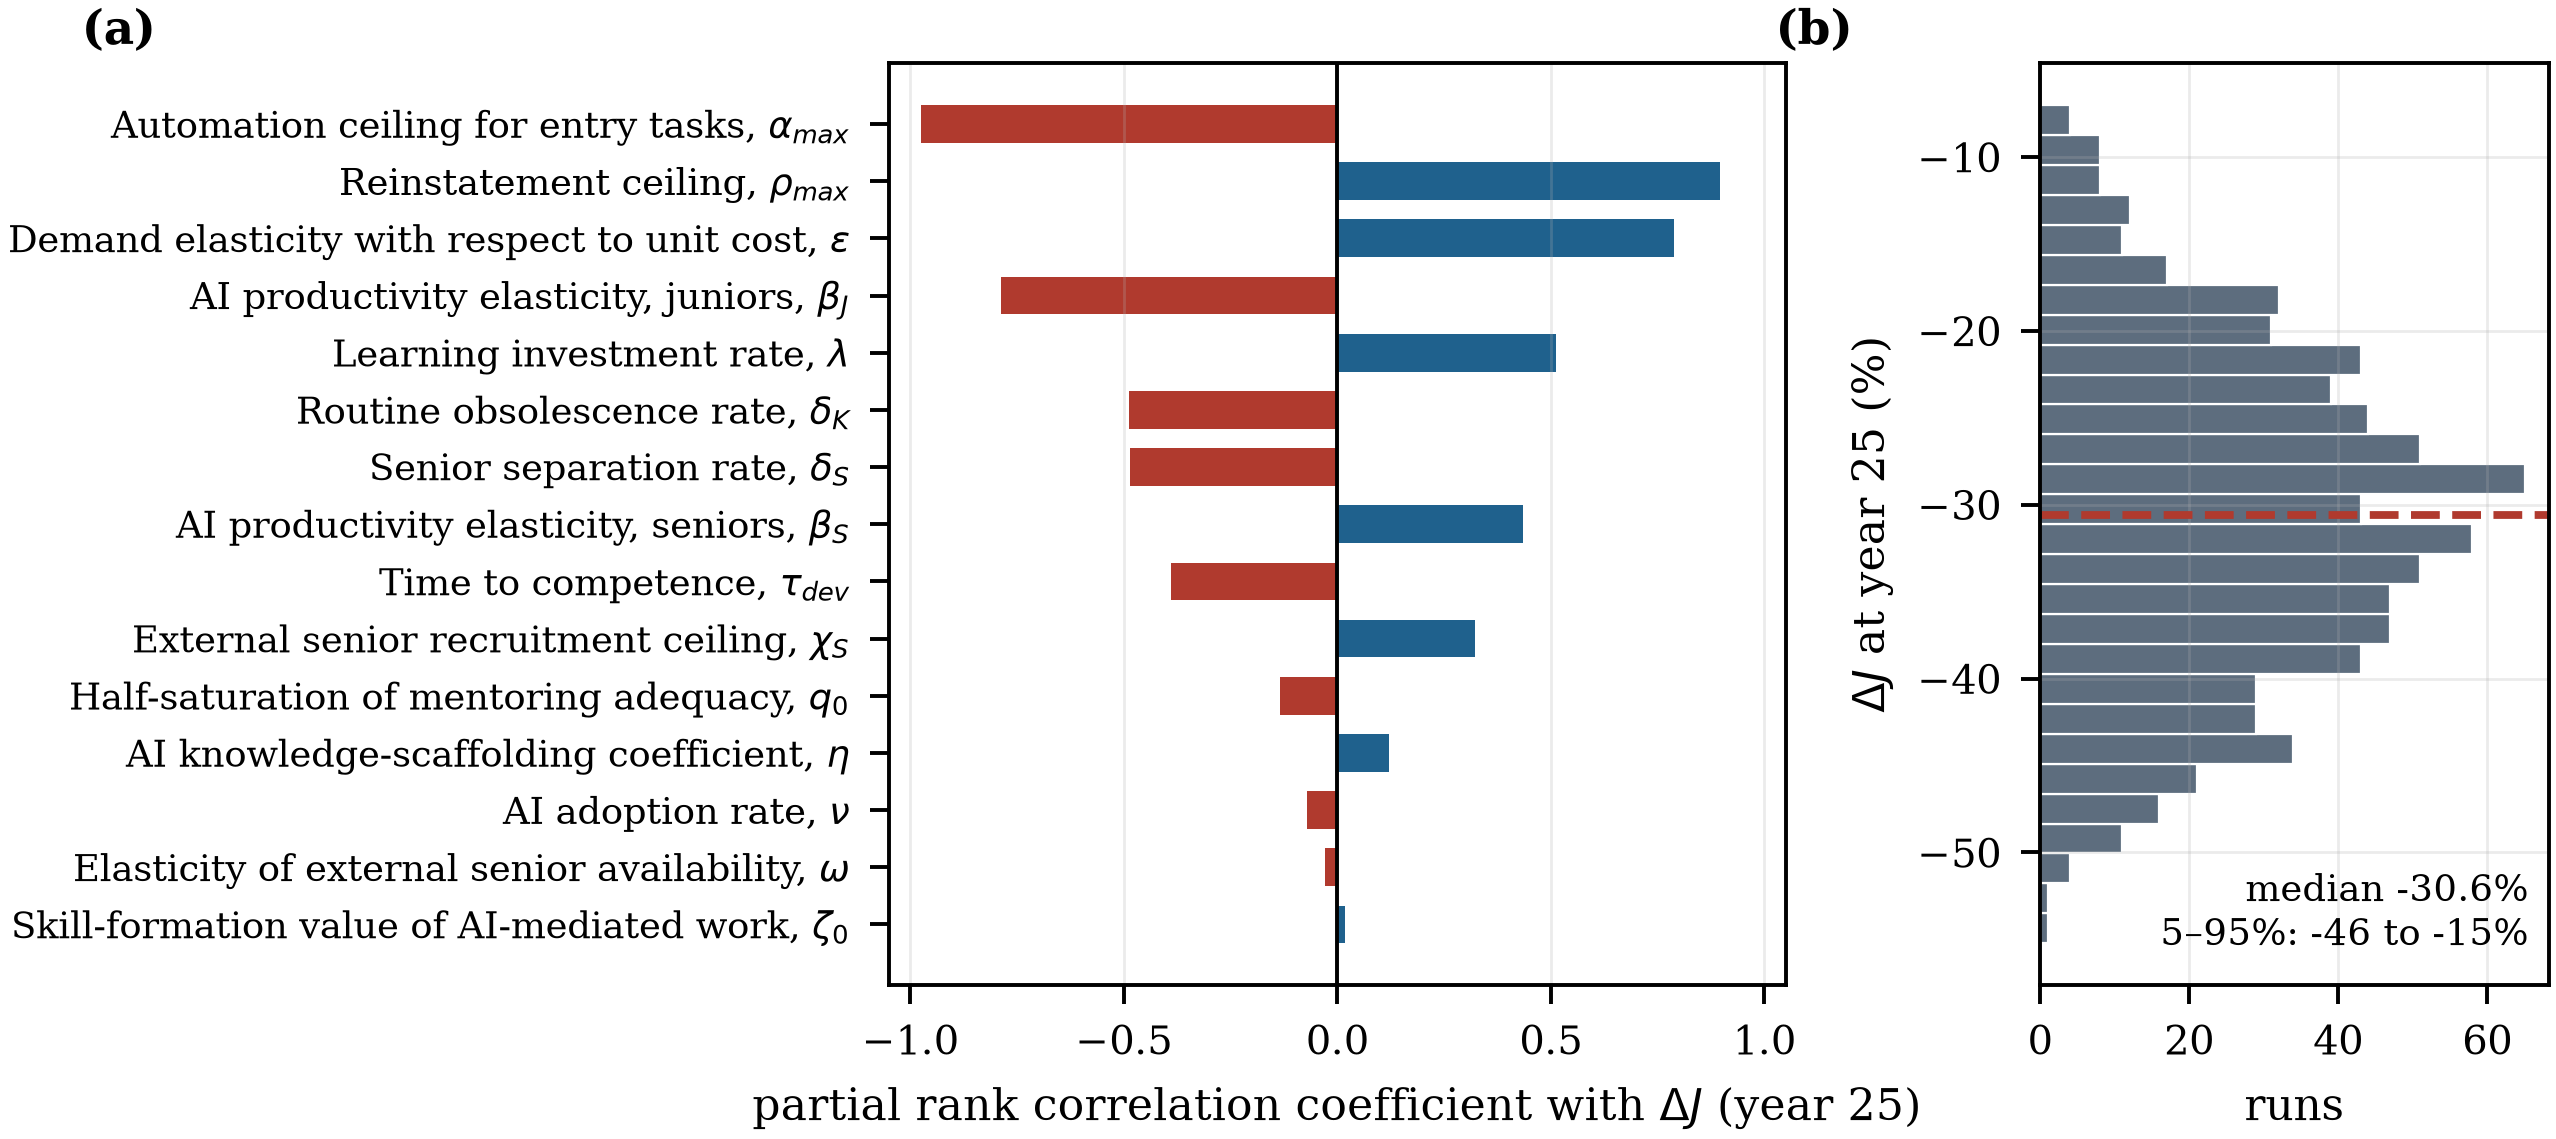 (a)
Automation ceiling for entry tasks, αmax
Reinstatement ceiling, ρmax
Demand elasticity with respect to unit cost, ε
AI productivity elasticity, juniors, βJ
Learning investment rate, λ
Routine obsolescence rate, δK
Senior separation rate, δS
AI productivity elasticity, seniors, βS
Time to competence, τdev
External senior recruitment ceiling, χS
Half-saturation of mentoring adequacy, q0
AI knowledge-scaffolding coefficient, η
AI adoption rate, ν
Elasticity of external senior availability, ω
Skill-formation value of AI-mediated work, ζ0
−1.0 −0.5 0.0 0.5 1.0
partial rank correlation coefficient with ΔJ (year 25)
(b)
ΔJ at year 25 (%)
−10
−20
−30
−40
−50
median -30.6%
5–95%: -46 to -15%
0 20 40 60
runs